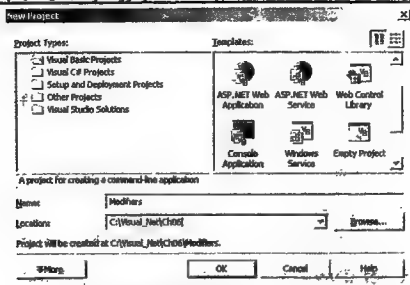 New Project
Project Types:
Templates:
Visual Basic Projects
Visual C# Projects
Setup and Deployment Projects
Other Projects
Visual Studio Solutions
ASP.NET Web Application
ASP.NET Web Service
Web Control Library
Console Application
Windows Service
Empty Project
A project for creating a command-line application
Name:
Modifiers
Location:
C:\Visual_Net\Ch06
Browse...
Project will be created at C:\Visual_Net\Ch06\Modifiers.
More
OK
Cancel
Help